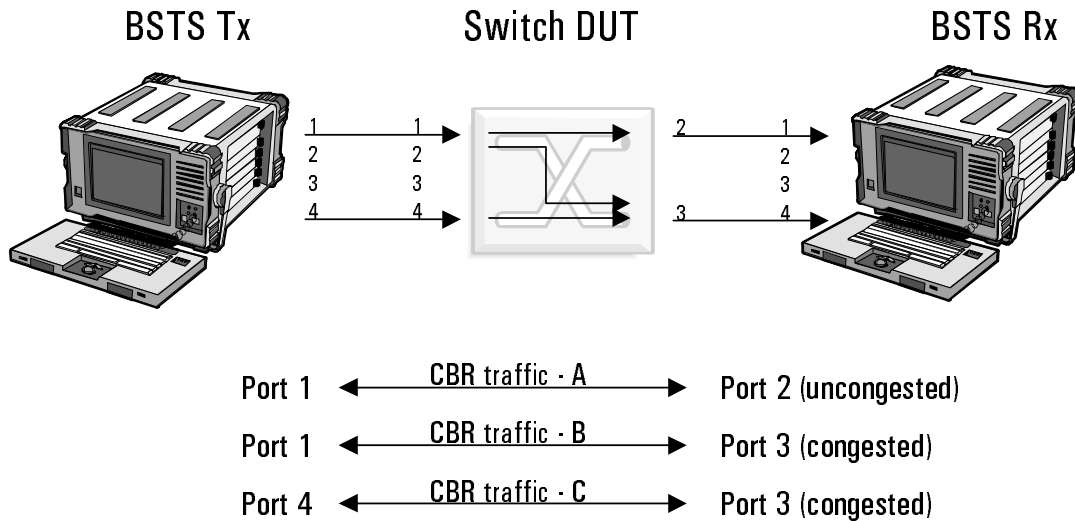 BSTS Tx Switch DUT BSTS Rx
1 1 2 1
2 2 2
3 3 3
4 4 3 4
Port 1 CBR traffic - A Port 2 (uncongested)
Port 1 CBR traffic - B Port 3 (congested)
Port 4 CBR traffic - C Port 3 (congested)